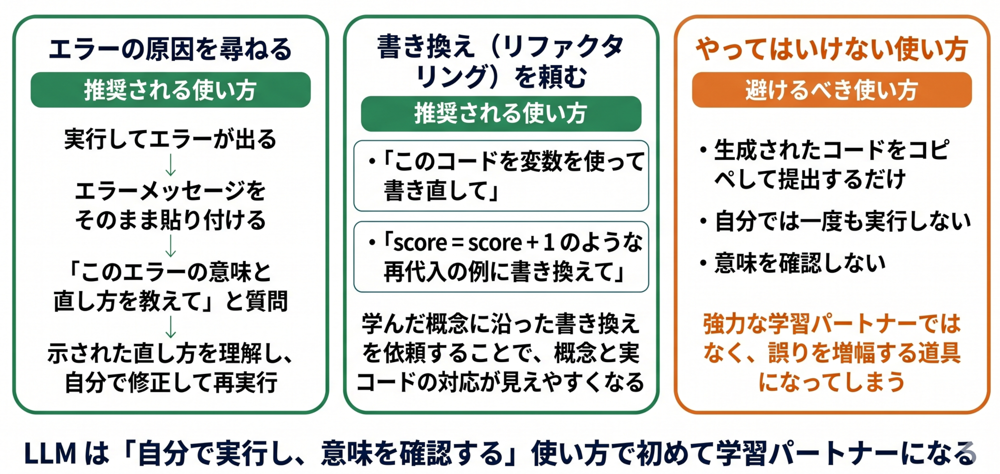 エラーの原因を尋ねる
推奨される使い方
実行してエラーが出る
↓
エラーメッセージを
そのまま貼り付ける
↓
「このエラーの意味と
直し方を教えて」と質問
↓
示された直し方を理解し、
自分で修正して再実行
書き換え（リファクタ
リング）を頼む
推奨される使い方
・「このコードを変数を使って
書き直して」
・「score = score + 1 のような
再代入の例に書き換えて」
学んだ概念に沿った書き換え
を依頼することで、概念と実
コードの対応が見えやすくなる
やってはいけない使い方
避けるべき使い方
・生成されたコードをコピ
ペして提出するだけ
・自分では一度も実行しない
・意味を確認しない
強力な学習パートナーでは
なく、誤りを増幅する道具
になってしまう
LLM は「自分で実行し、意味を確認する」使い方で初めて学習パートナーになる